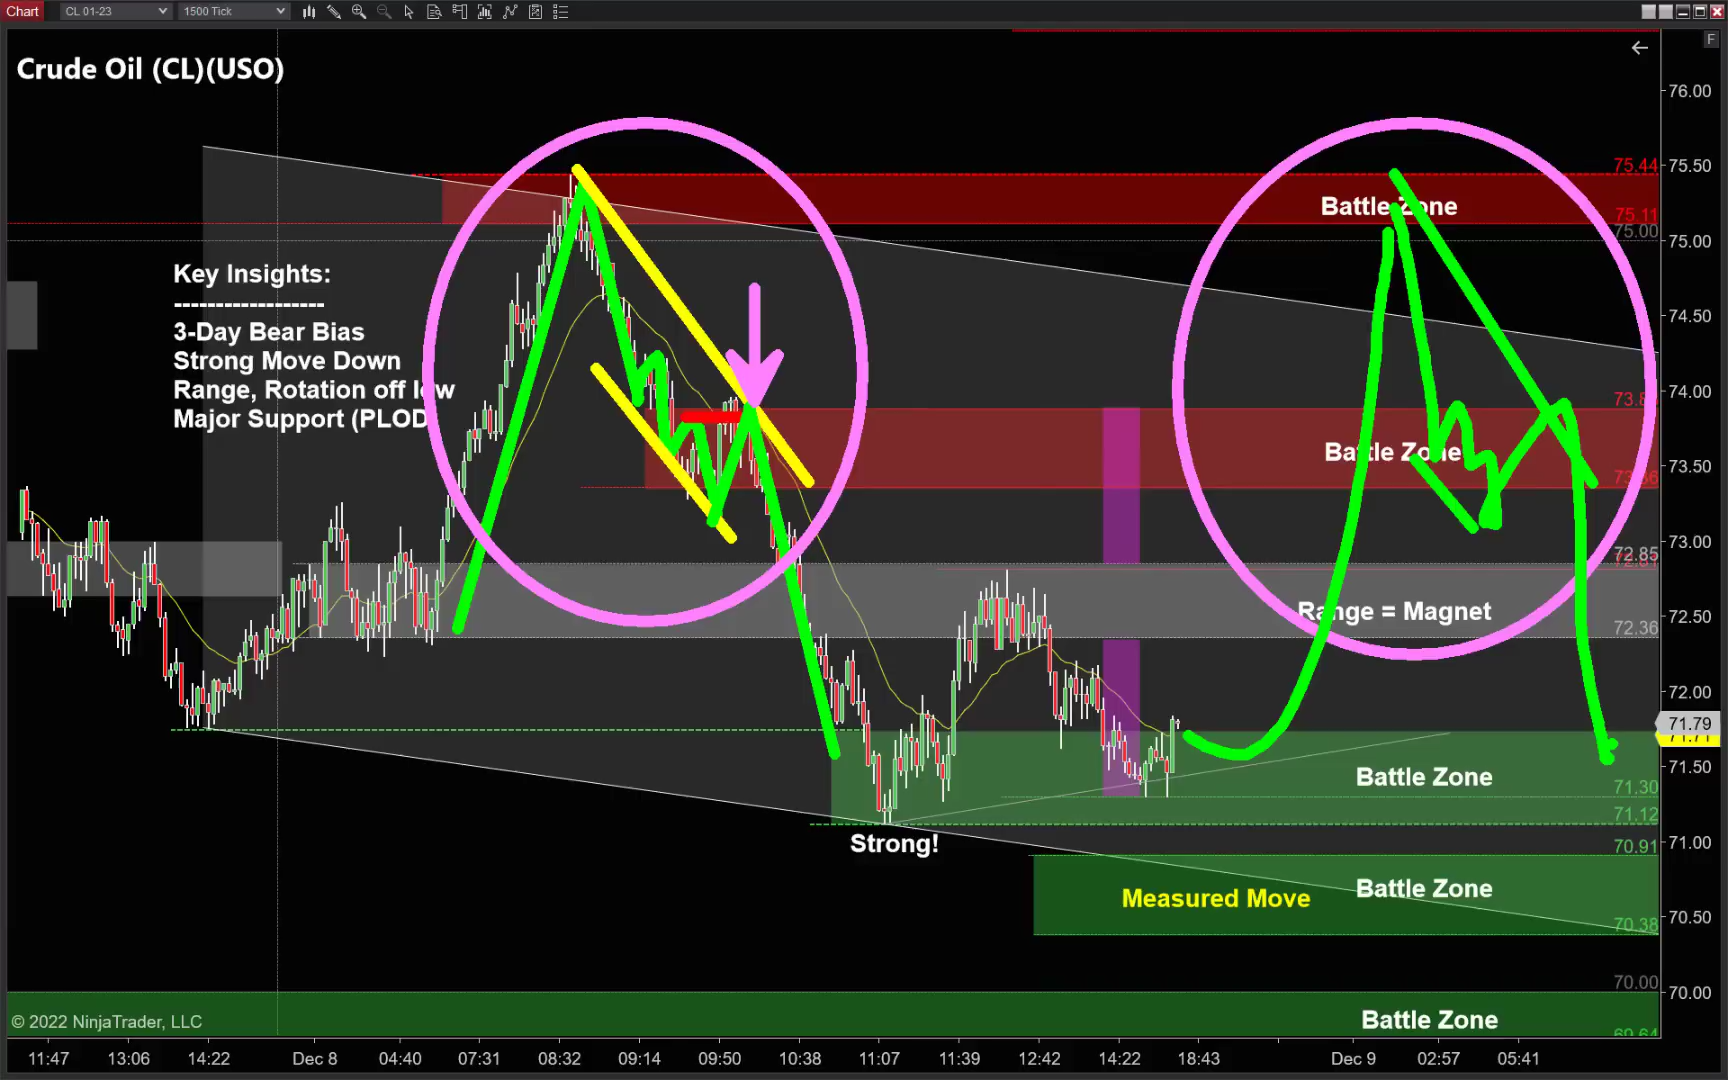 Chart
CL 01-23
1500 Tick
F
Crude Oil (CL)(USO)
76.00
75.50
75.44
Battle Zone
75.11
75.00
75.00
Key Insights:
------------------
3-Day Bear Bias
Strong Move Down
Range, Rotation off low
Major Support (PLOD
74.50
74.00
Battle Zone
73.50
73.00
72.85
Range = Magnet
72.50
72.36
72.00
71.79
71.71
71.50
Battle Zone
71.30
71.12
71.00
Strong!
70.91
Battle Zone
Measured Move
70.50
70.38
70.00
70.00
© 2022 NinjaTrader, LLC
Battle Zone
69.64
11:47
13:06
14:22
Dec 8
04:40
07:31
08:32
09:14
09:50
10:38
11:07
11:39
12:42
14:22
18:43
Dec 9
02:57
05:41